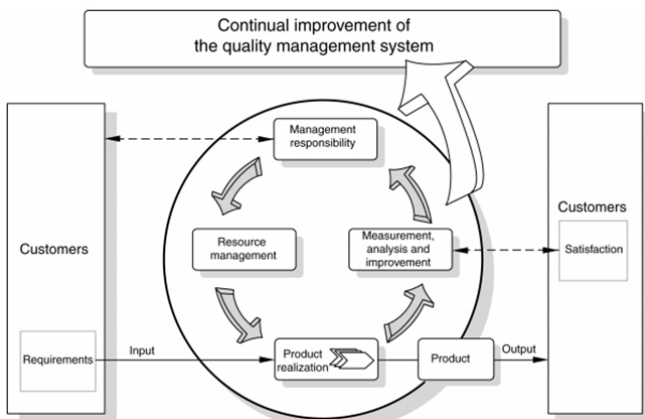 Continual improvement of
the quality management system
Management
responsibility
Customers
Customers
Resource
management
Measurement,
analysis and
improvement
Satisfaction
Requirements
Input
Product
realization
Product
Output